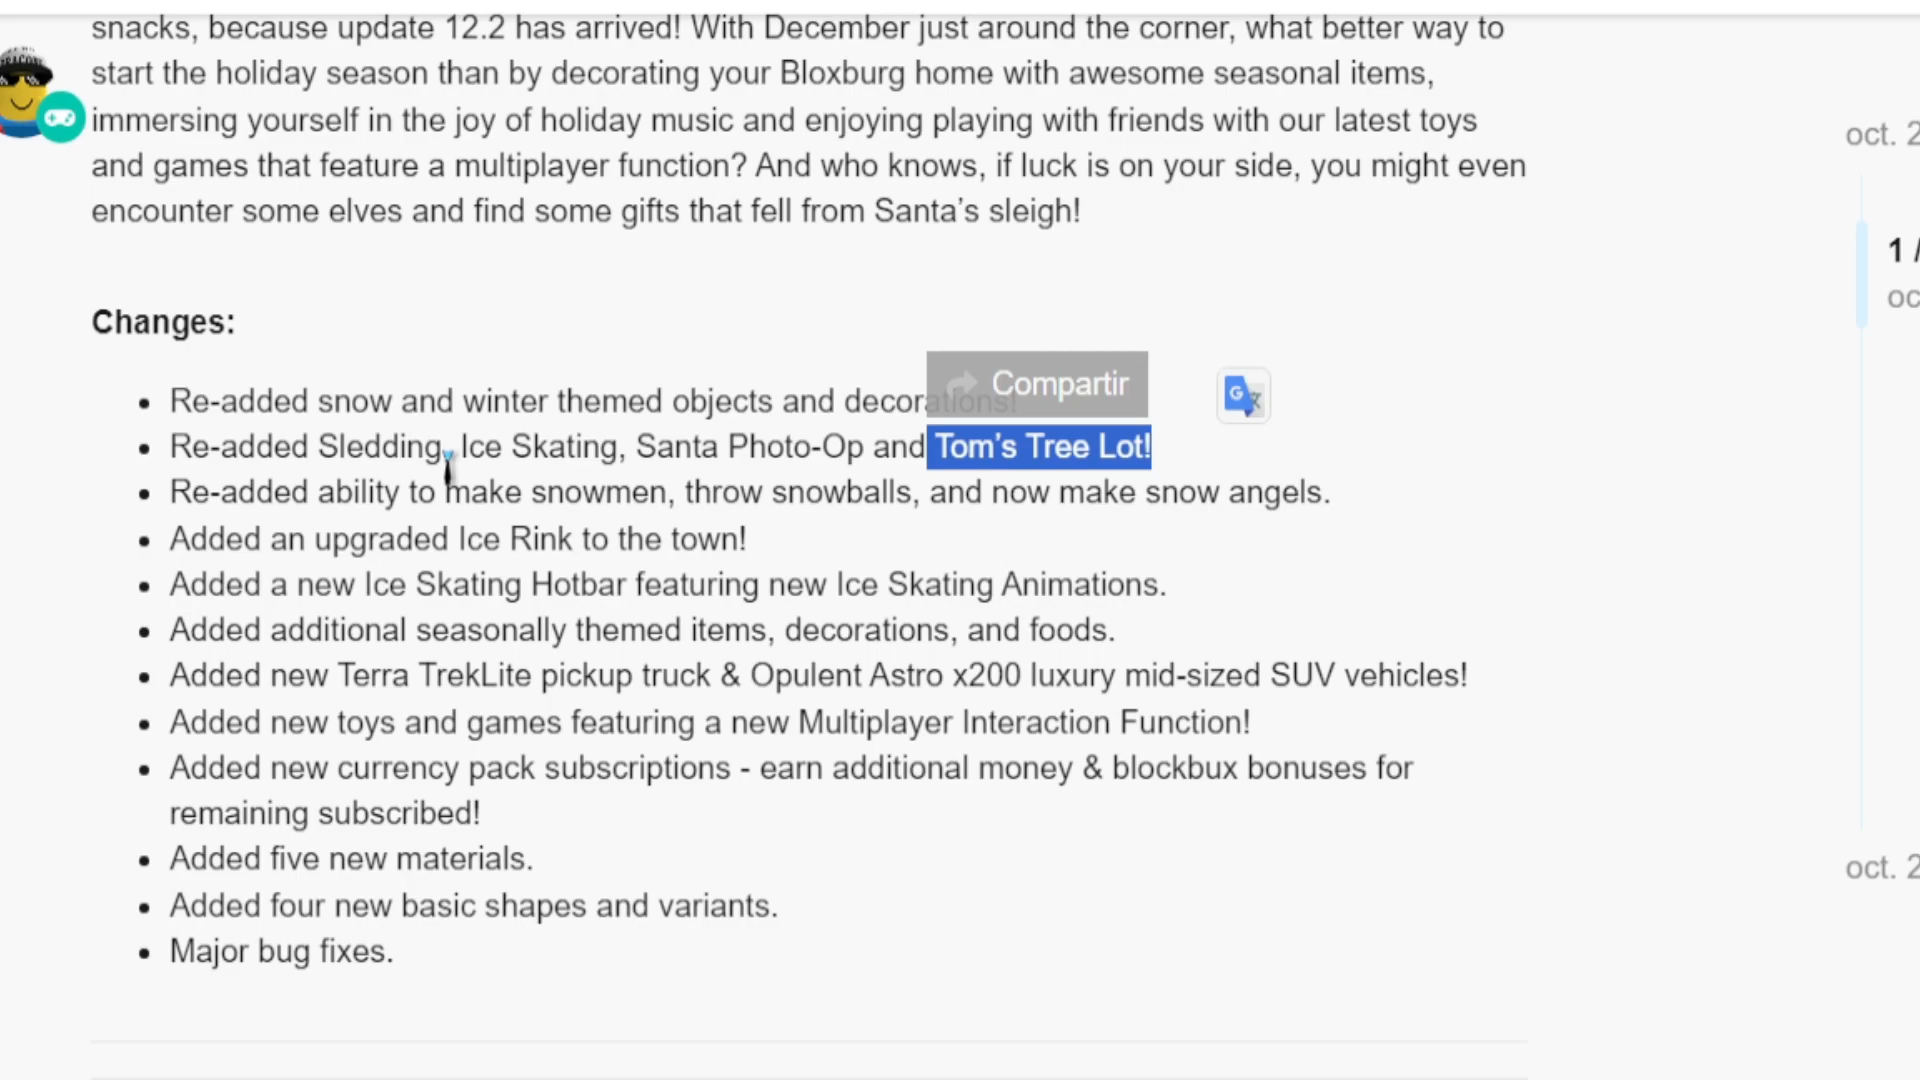 snacks, because update 12.2 has arrived! With December just around the corner, what better way to
start the holiday season than by decorating your Bloxburg home with awesome seasonal items,
immersing yourself in the joy of holiday music and enjoying playing with friends with our latest toys
and games that feature a multiplayer function? And who knows, if luck is on your side, you might even
encounter some elves and find some gifts that fell from Santa’s sleigh!
Changes:
Compartir
• Re-added snow and winter themed objects and decorations!
• Re-added Sledding, Ice Skating, Santa Photo-Op and Tom’s Tree Lot!
• Re-added ability to make snowmen, throw snowballs, and now make snow angels.
• Added an upgraded Ice Rink to the town!
• Added a new Ice Skating Hotbar featuring new Ice Skating Animations.
• Added additional seasonally themed items, decorations, and foods.
• Added new Terra TrekLite pickup truck & Opulent Astro x200 luxury mid-sized SUV vehicles!
• Added new toys and games featuring a new Multiplayer Interaction Function!
• Added new currency pack subscriptions - earn additional money & blockbux bonuses for
remaining subscribed!
• Added five new materials.
• Added four new basic shapes and variants.
• Major bug fixes.
oct. 2
1 /
oc
oct. 2